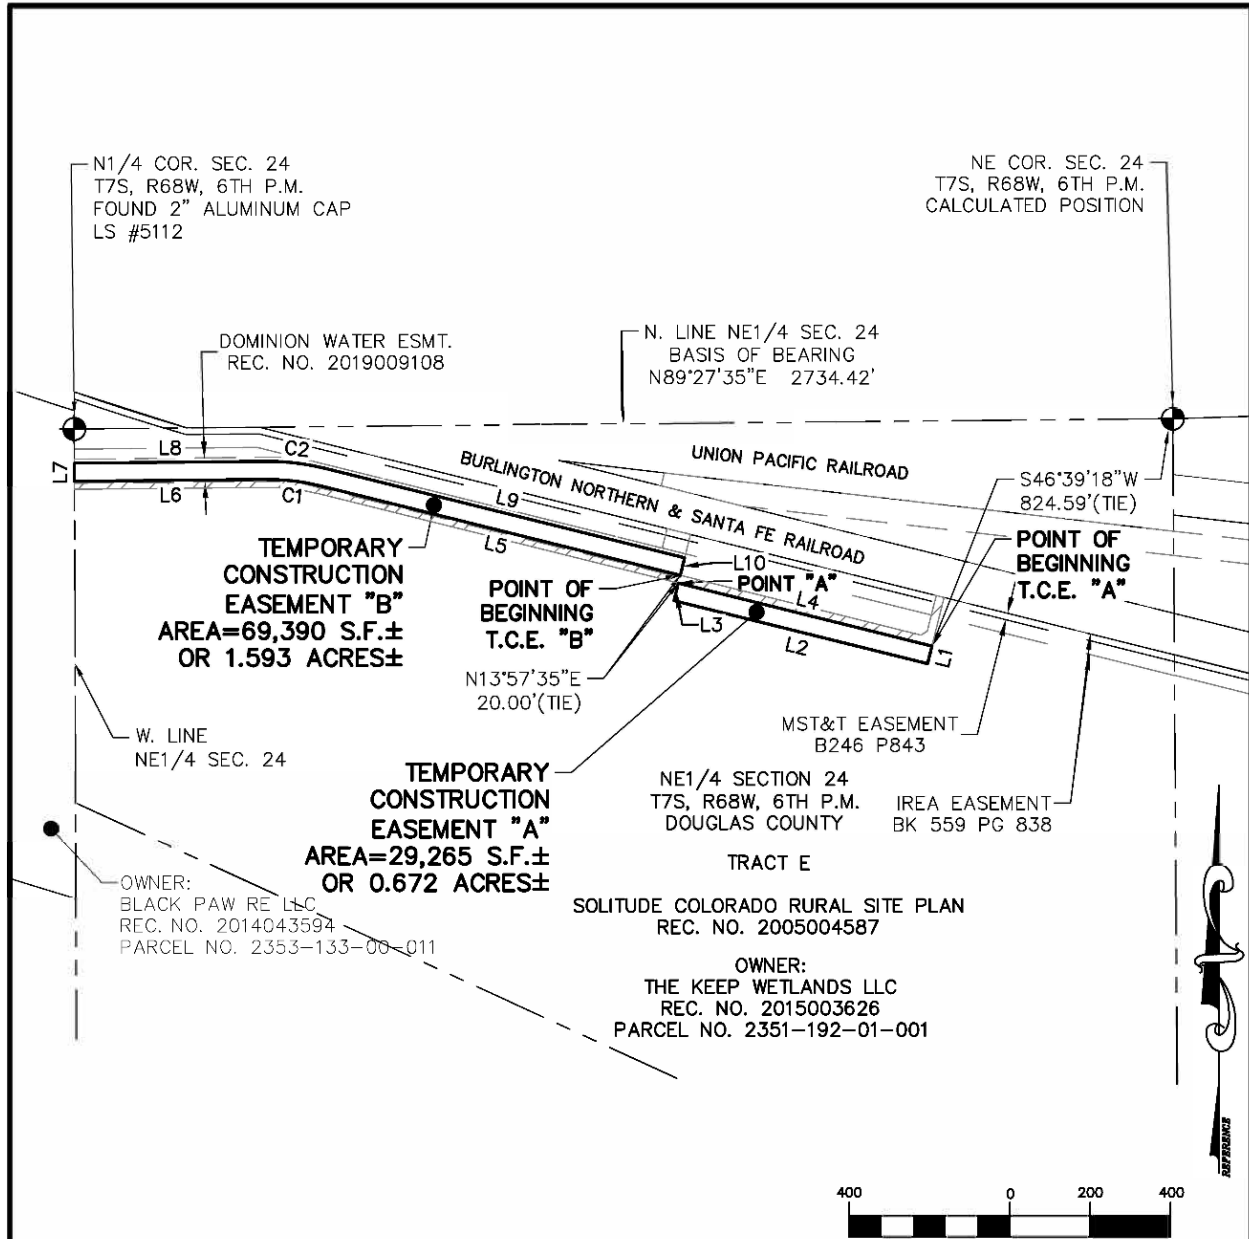 N1/4 COR. SEC. 24
T7S, R68W, 6TH P.M.
FOUND 2" ALUMINUM CAP
LS #5112
NE COR. SEC. 24
T7S, R68W, 6TH P.M.
CALCULATED POSITION
DOMINION WATER ESMT.
REC. NO. 2019009108
N. LINE NE1/4 SEC. 24
BASIS OF BEARING
N89°27'35"E 2734.42'
UNION PACIFIC RAILROAD
BURLINGTON NORTHERN & SANTA FE RAILROAD
S46°39'18"W
824.59'(TIE)
L8
C2
L7
L6
C1
L9
L5
L10
TEMPORARY
CONSTRUCTION
EASEMENT "B"
AREA=69,390 S.F.±
OR 1.593 ACRES±
POINT OF
BEGINNING
T.C.E. "B"
POINT "A"
POINT OF
BEGINNING
T.C.E. "A"
L4
L3
L2
L1
N13°57'35"E
20.00'(TIE)
W. LINE
NE1/4 SEC. 24
MST&T EASEMENT
B246 P843
TEMPORARY
CONSTRUCTION
EASEMENT "A"
AREA=29,265 S.F.±
OR 0.672 ACRES±
NE1/4 SECTION 24
T7S, R68W, 6TH P.M.
DOUGLAS COUNTY
IREA EASEMENT
BK 559 PG 838
TRACT E
OWNER:
BLACK PAW RE LLC
REC. NO. 2014043594
PARCEL NO. 2353-133-00-011
SOLITUDE COLORADO RURAL SITE PLAN
REC. NO. 2005004587
OWNER:
THE KEEP WETLANDS LLC
REC. NO. 2015003626
PARCEL NO. 2351-192-01-001
REFERENCE
400 0 200 400